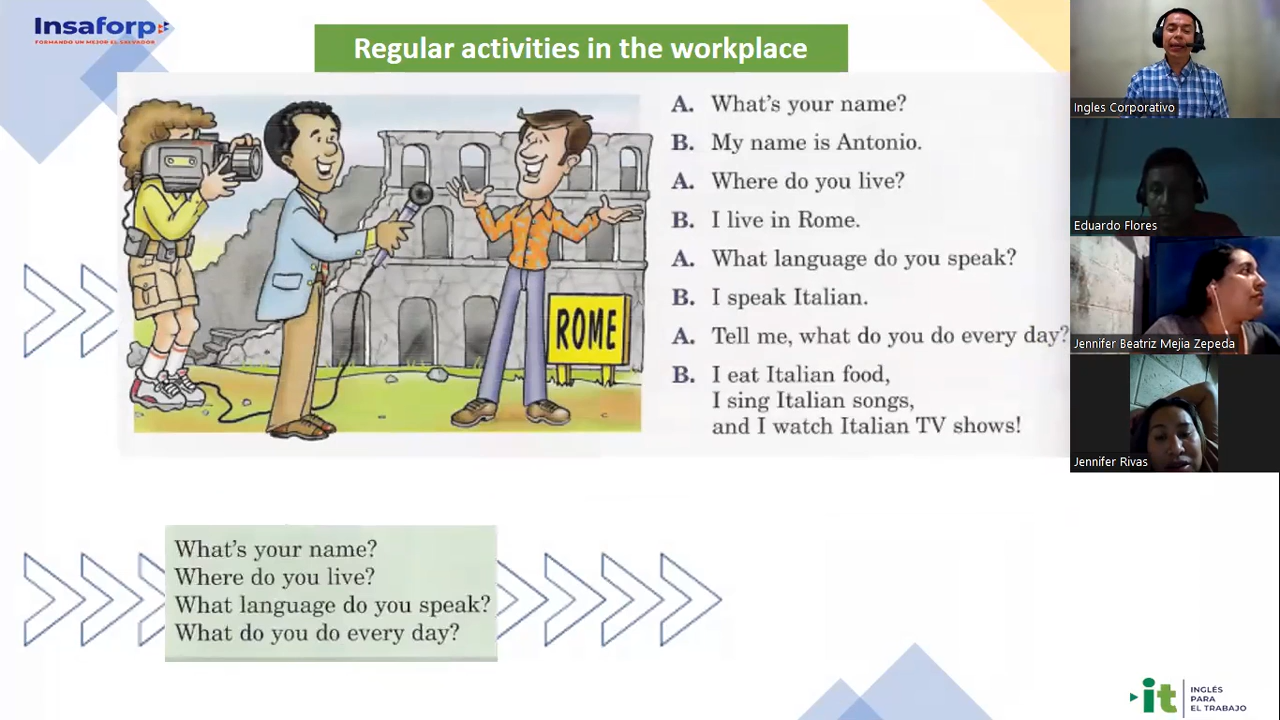 Insaforp
FORMANDO UN MEJOR EL SALVADOR
Regular activities in the workplace
A. What's your name?
B. My name is Antonio.
A. Where do you live?
B. I live in Rome.
A. What language do you speak?
B. I speak Italian.
A. Tell me, what do you do every day?
B. I eat Italian food,
I sing Italian songs,
and I watch Italian TV shows!
ROME
What's your name?
Where do you live?
What language do you speak?
What do you do every day?
Ingles Corporativo
Eduardo Flores
Jennifer Beatriz Mejia Zepeda
Jennifer Rivas
it
INGLÉS
PARA
EL TRABAJO